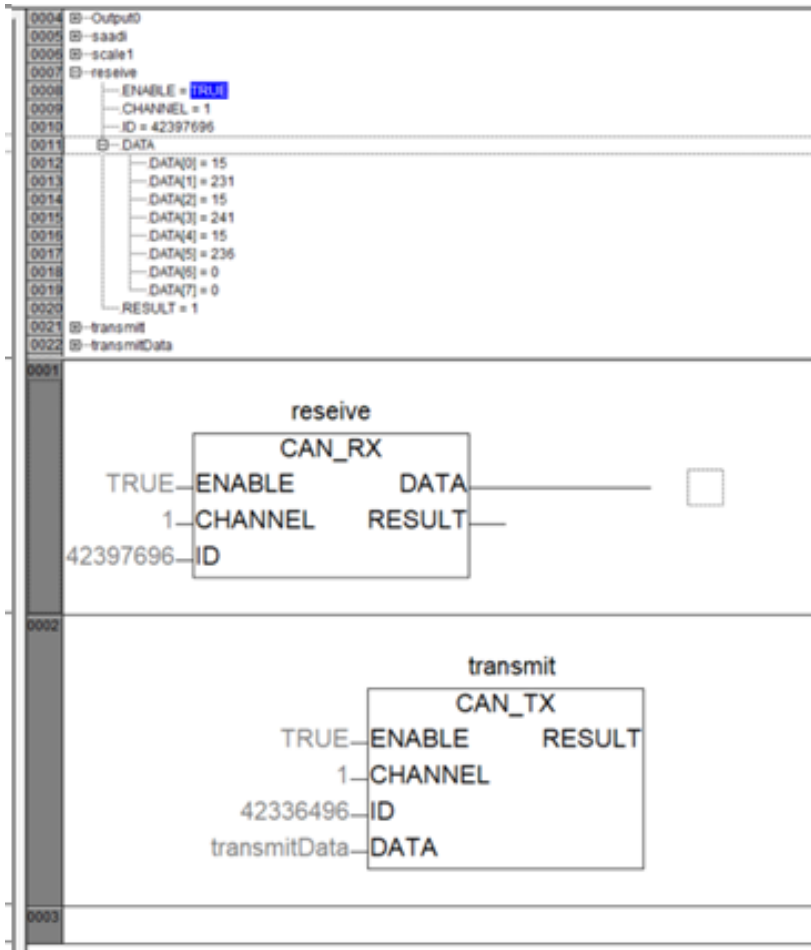 0004 Output0
0005 saadi
0006 scale1
0007 reseive
0008 .ENABLE = TRUE
0009 .CHANNEL = 1
0010 .ID = 42397696
0011 .DATA
0012 .DATA[0] = 15
0013 .DATA[1] = 231
0014 .DATA[2] = 15
0015 .DATA[3] = 241
0016 .DATA[4] = 15
0017 .DATA[5] = 236
0018 .DATA[6] = 0
0019 .DATA[7] = 0
0020 .RESULT = 1
0021 transmit
0022 transmitData
0001
reseive
CAN_RX
TRUE ENABLE DATA
1 CHANNEL RESULT
42397696 ID
0002
transmit
CAN_TX
TRUE ENABLE RESULT
1 CHANNEL
42336496 ID
transmitData DATA
0003